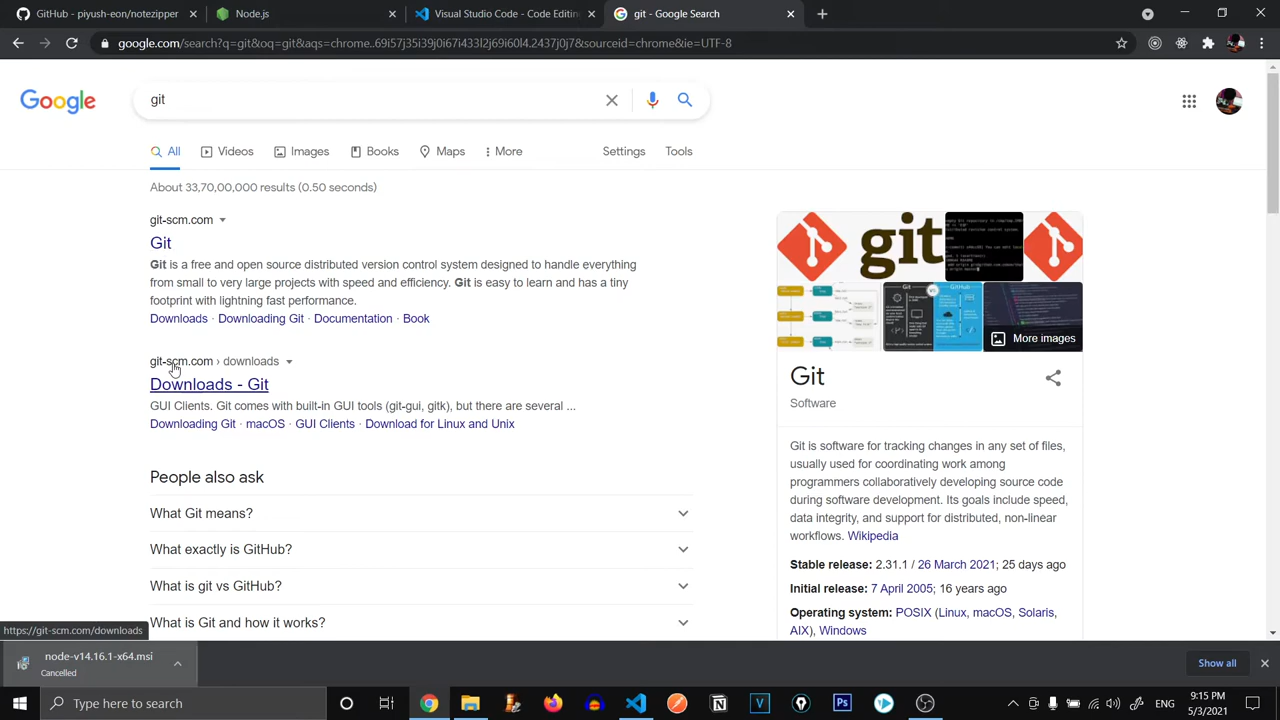 GitHub - piyush-eon/notezipper
Node.js
Visual Studio Code - Code Editin
git - Google Search
google.com/search?q=git&oq=git&aqs=chrome..69i57j35i39j0i67i433l2j69i60l4.2437j0j7&sourceid=chrome&ie=UTF-8
Google
git
All
Videos
Images
Books
Maps
More
Settings
Tools
About 33,70,00,000 results (0.50 seconds)
git-scm.com
Git
Git is a free and open source distributed version control system designed to handle everything
from small to very large projects with speed and efficiency. Git is easy to learn and has a tiny
footprint with lightning fast performance.
Downloads · Downloading Git · Documentation · Book
git-scm.com › downloads
Downloads - Git
GUI Clients. Git comes with built-in GUI tools (git-gui, gitk), but there are several ...
Downloading Git · macOS · GUI Clients · Download for Linux and Unix
People also ask
What Git means?
What exactly is GitHub?
What is git vs GitHub?
What is Git and how it works?
git
More images
Git
Software
Git is software for tracking changes in any set of files,
usually used for coordinating work among
programmers collaboratively developing source code
during software development. Its goals include speed,
data integrity, and support for distributed, non-linear
workflows. Wikipedia
Stable release: 2.31.1 / 26 March 2021; 25 days ago
Initial release: 7 April 2005; 16 years ago
Operating system: POSIX (Linux, macOS, Solaris,
AIX), Windows
https://git-scm.com/downloads
node-v14.16.1-x64.msi
Cancelled
Show all
Type here to search
ENG
9:15 PM
5/3/2021